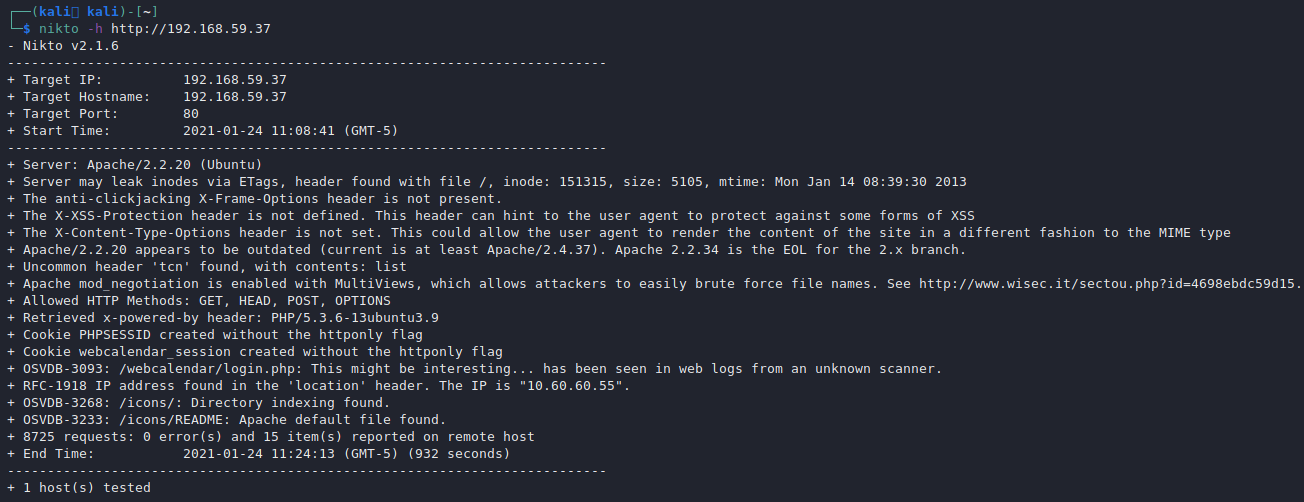 ┌──(kali kali)-[~]
└─$ nikto -h http://192.168.59.37
- Nikto v2.1.6
---------------------------------------------------------------------------
+ Target IP:          192.168.59.37
+ Target Hostname:    192.168.59.37
+ Target Port:        80
+ Start Time:         2021-01-24 11:08:41 (GMT-5)
---------------------------------------------------------------------------
+ Server: Apache/2.2.20 (Ubuntu)
+ Server may leak inodes via ETags, header found with file /, inode: 151315, size: 5105, mtime: Mon Jan 14 08:39:30 2013
+ The anti-clickjacking X-Frame-Options header is not present.
+ The X-XSS-Protection header is not defined. This header can hint to the user agent to protect against some forms of XSS
+ The X-Content-Type-Options header is not set. This could allow the user agent to render the content of the site in a different fashion to the MIME type
+ Apache/2.2.20 appears to be outdated (current is at least Apache/2.4.37). Apache 2.2.34 is the EOL for the 2.x branch.
+ Uncommon header 'tcn' found, with contents: list
+ Apache mod_negotiation is enabled with MultiViews, which allows attackers to easily brute force file names. See http://www.wisec.it/sectou.php?id=4698ebdc59d15.
+ Allowed HTTP Methods: GET, HEAD, POST, OPTIONS
+ Retrieved x-powered-by header: PHP/5.3.6-13ubuntu3.9
+ Cookie PHPSESSID created without the httponly flag
+ Cookie webcalendar_session created without the httponly flag
+ OSVDB-3093: /webcalendar/login.php: This might be interesting... has been seen in web logs from an unknown scanner.
+ RFC-1918 IP address found in the 'location' header. The IP is "10.60.60.55".
+ OSVDB-3268: /icons/: Directory indexing found.
+ OSVDB-3233: /icons/README: Apache default file found.
+ 8725 requests: 0 error(s) and 15 item(s) reported on remote host
+ End Time:           2021-01-24 11:24:13 (GMT-5) (932 seconds)
---------------------------------------------------------------------------
+ 1 host(s) tested